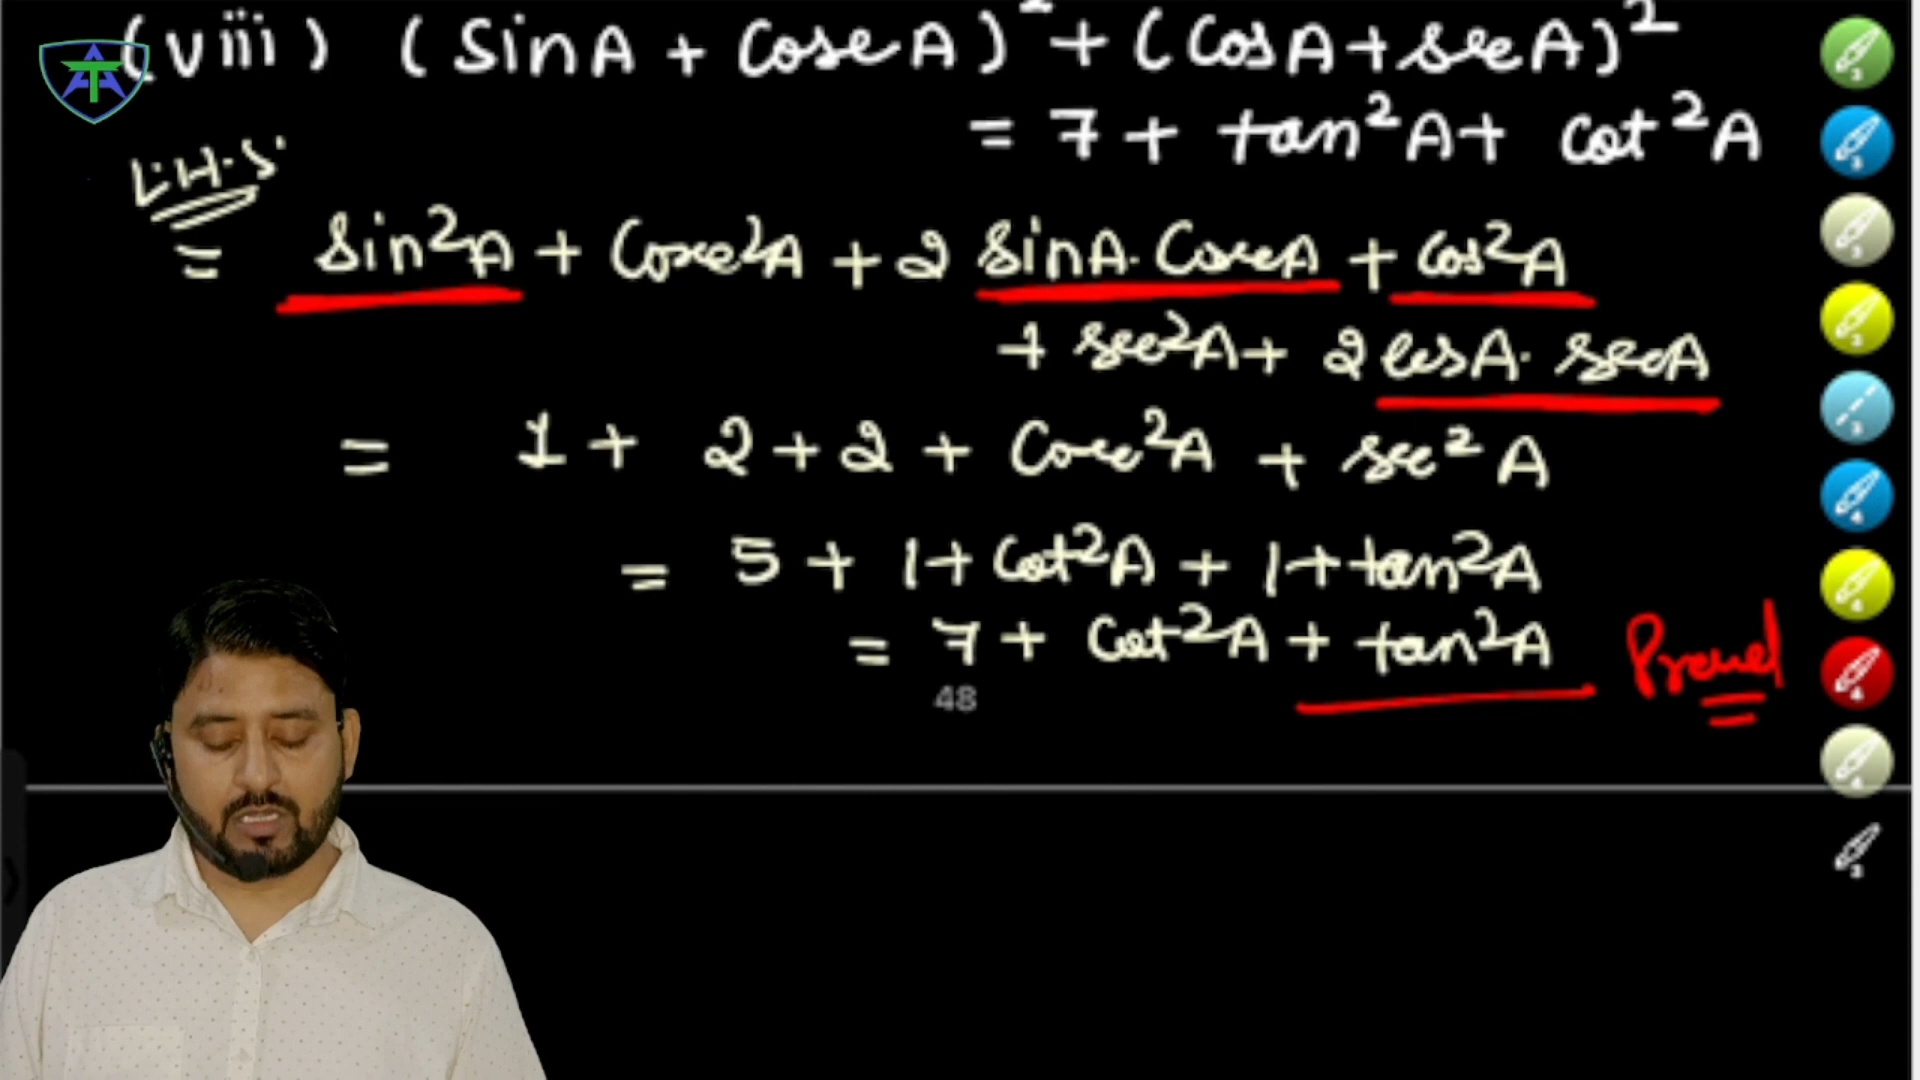 (viii) (SinA + CosecA)² + (CosA + secA)²
= 7 + tan²A + cot²A
L.H.S.
= Sin²A + Cosec²A + 2 sinA. CosecA + cos²A
+ sec²A + 2 cosA. secA
= 1 + 2 + 2 + Cosec²A + sec² A
= 5 + 1 + Cot²A + 1 + tan²A
= 7 + Cot²A + tan²A Proved
48